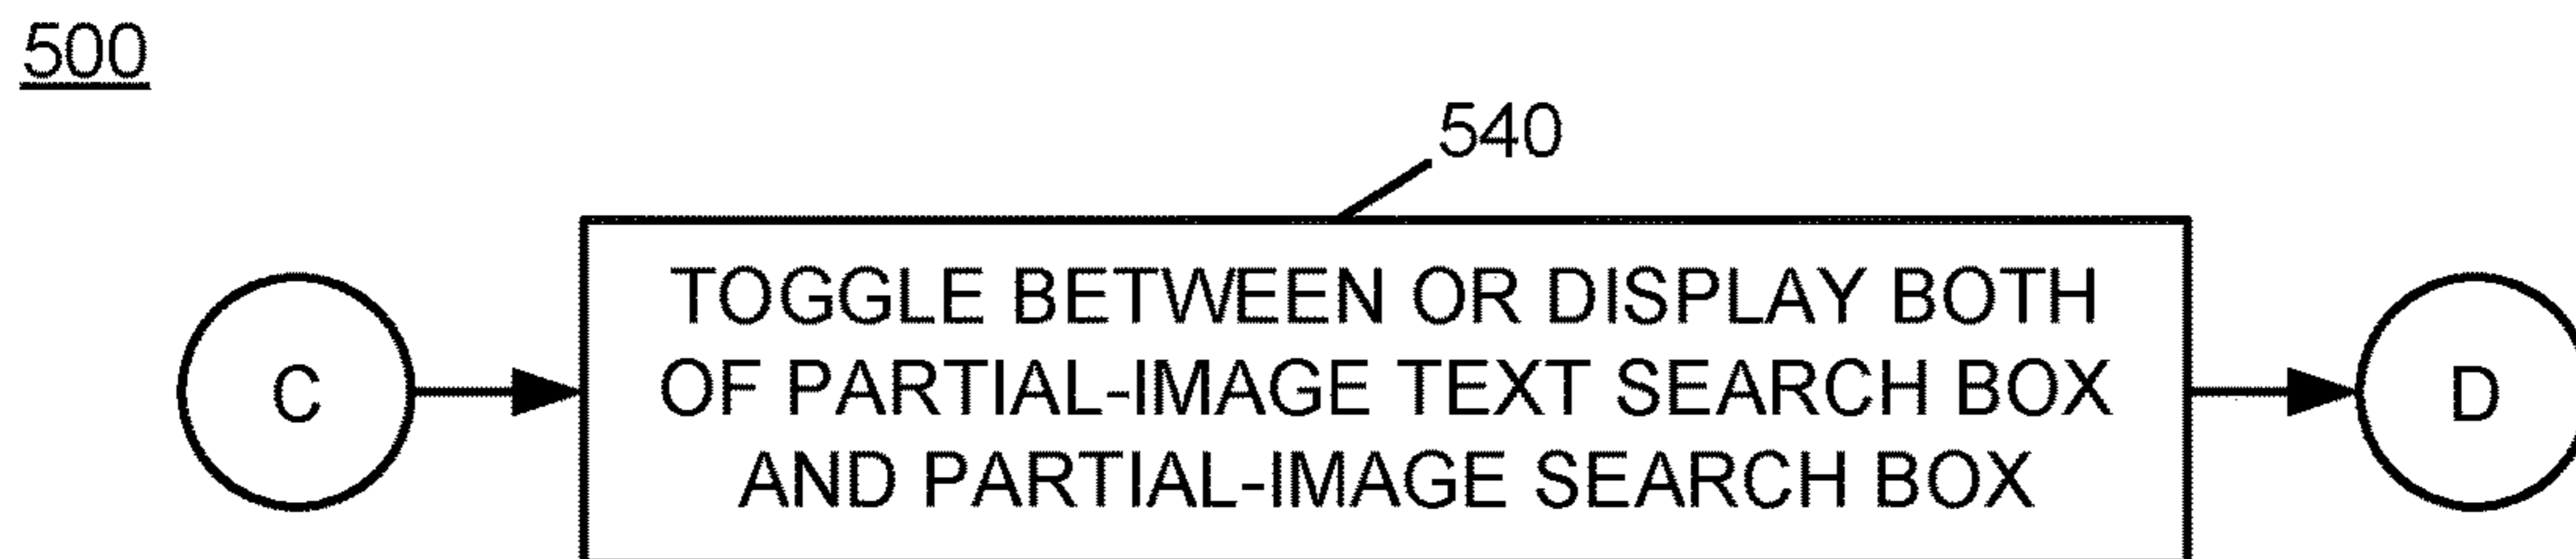 500
540
C
TOGGLE BETWEEN OR DISPLAY BOTH
OF PARTIAL-IMAGE TEXT SEARCH BOX
AND PARTIAL-IMAGE SEARCH BOX
D